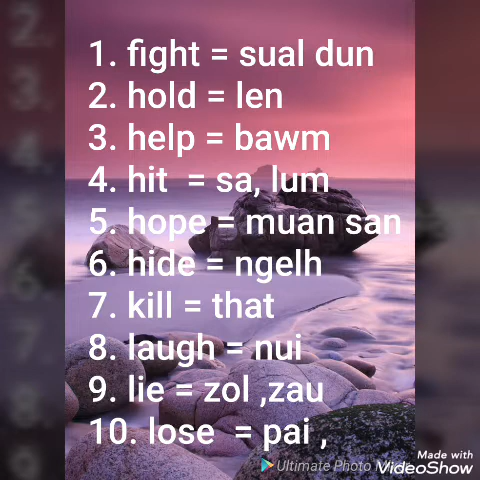 1. fight = sual dun
2. hold = len
3. help = bawm
4. hit = sa, lum
5. hope = muan san
6. hide = ngelh
7. kill = that
8. laugh = nui
9. lie = zol ,zau
10. lose = pai ,
Made with
Ultimate Photo
VideoShow